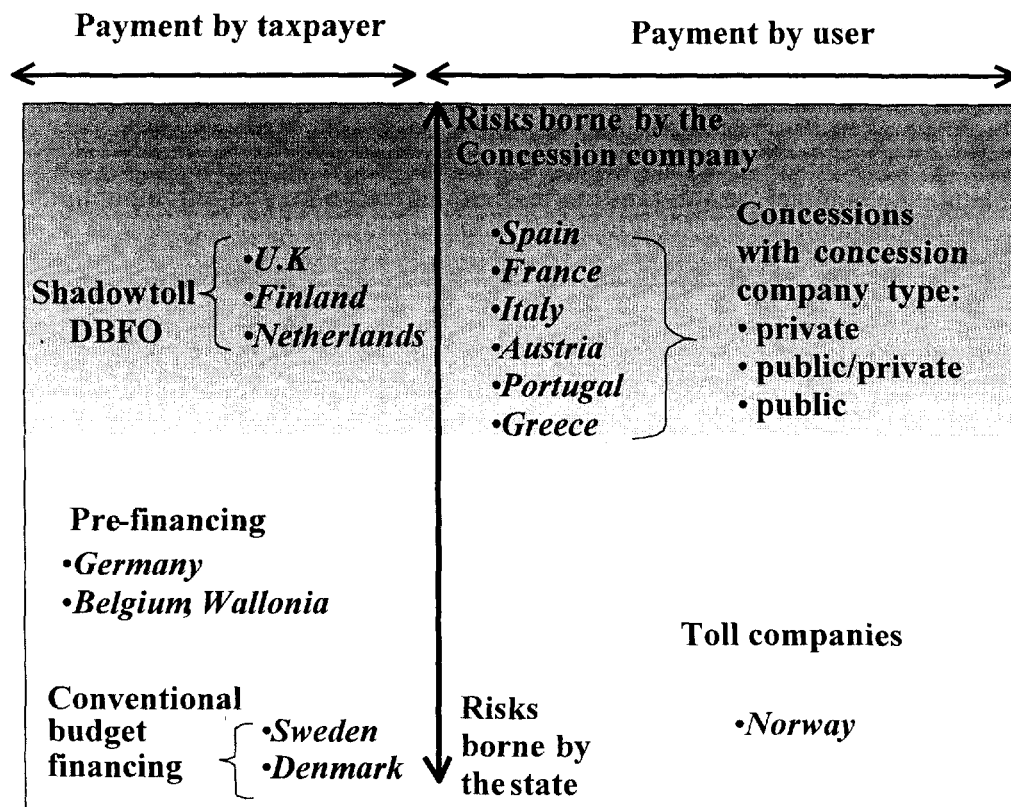 Payment by taxpayer
Payment by user
Risks borne by the
Concession company
Shadow toll
DBFO
•U.K
•Finland
•Netherlands
•Spain
•France
•Italy
•Austria
•Portugal
•Greece
Concessions
with concession
company type:
• private
• public/private
• public
Pre-financing
•Germany
•Belgium, Wallonia
Toll companies
•Norway
Conventional
budget
financing
•Sweden
•Denmark
Risks
borne by
the state